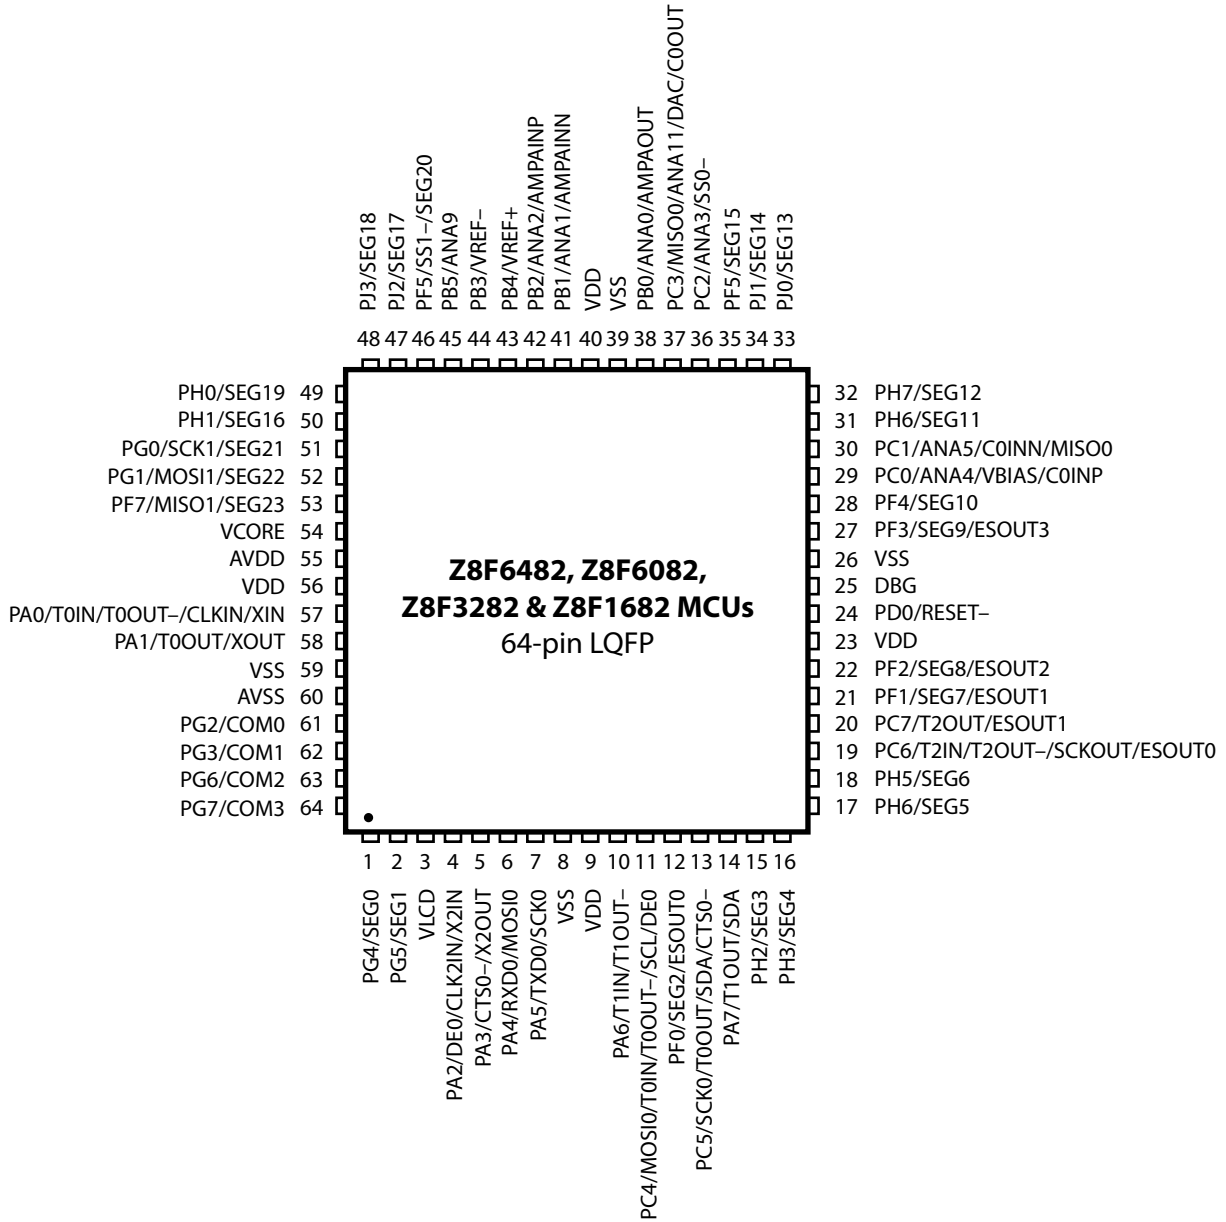 PJ3/SEG18
PJ2/SEG17
PF5/SS1–/SEG20
PB5/ANA9
PB3/VREF–
PB4/VREF+
PB2/ANA2/AMPAINP
PB1/ANA1/AMPAINN
VDD
VSS
PB0/ANA0/AMPAOUT
PC3/MISO0/ANA11/DAC/C0OUT
PC2/ANA3/SS0–
PF5/SEG15
PJ1/SEG14
PJ0/SEG13
48 47 46 45 44 43 42 41 40 39 38 37 36 35 34 33
PH0/SEG19 49
PH1/SEG16 50
PG0/SCK1/SEG21 51
PG1/MOSI1/SEG22 52
PF7/MISO1/SEG23 53
VCORE 54
AVDD 55
VDD 56
PA0/T0IN/T0OUT–/CLKIN/XIN 57
PA1/T0OUT/XOUT 58
VSS 59
AVSS 60
PG2/COM0 61
PG3/COM1 62
PG6/COM2 63
PG7/COM3 64
Z8F6482, Z8F6082,
Z8F3282 & Z8F1682 MCUs
64-pin LQFP
32 PH7/SEG12
31 PH6/SEG11
30 PC1/ANA5/C0INN/MISO0
29 PC0/ANA4/VBIAS/C0INP
28 PF4/SEG10
27 PF3/SEG9/ESOUT3
26 VSS
25 DBG
24 PD0/RESET–
23 VDD
22 PF2/SEG8/ESOUT2
21 PF1/SEG7/ESOUT1
20 PC7/T2OUT/ESOUT1
19 PC6/T2IN/T2OUT–/SCKOUT/ESOUT0
18 PH5/SEG6
17 PH6/SEG5
1 2 3 4 5 6 7 8 9 10 11 12 13 14 15 16
PG4/SEG0
PG5/SEG1
VLCD
PA2/DE0/CLK2IN/X2IN
PA3/CTS0–/X2OUT
PA4/RXD0/MOSI0
PA5/TXD0/SCK0
VSS
VDD
PA6/T1IN/T1OUT–
PC4/MOSI0/T0IN/T0OUT–/SCL/DE0
PF0/SEG2/ESOUT0
PC5/SCK0/T0OUT/SDA/CTS0–
PA7/T1OUT/SDA
PH2/SEG3
PH3/SEG4